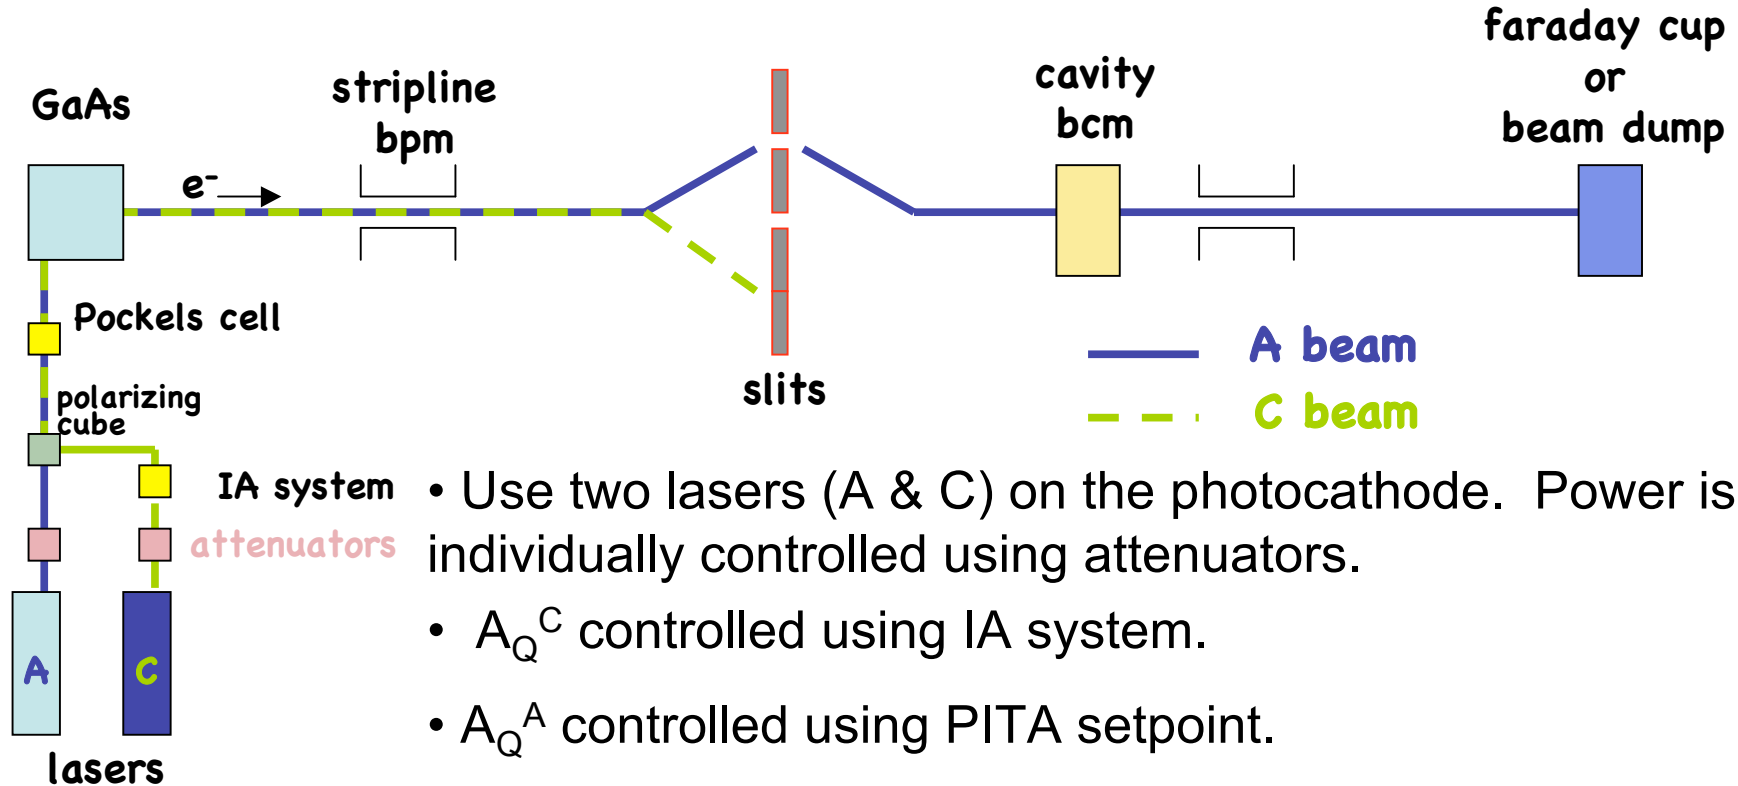 faraday cup
or
beam dump
cavity
bcm
stripline
bpm
GaAs
e-
Pockels cell
slits
A beam
C beam
polarizing
cube
IA system
attenuators
• Use two lasers (A & C) on the photocathode. Power is
individually controlled using attenuators.
• AQC controlled using IA system.
• AQA controlled using PITA setpoint.
A
C
lasers